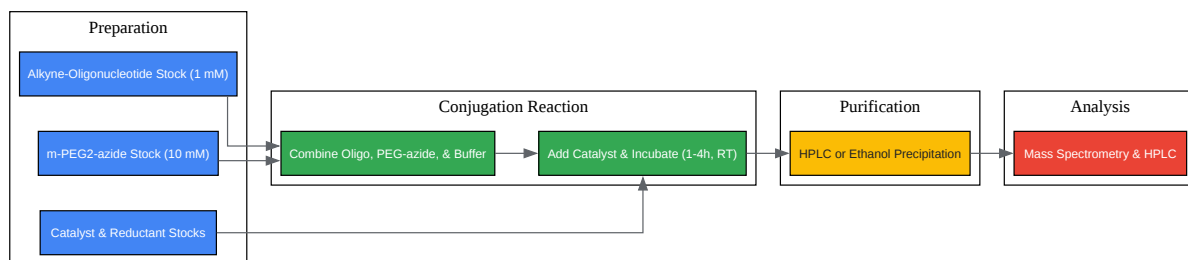 Preparation
Alkyne-Oligonucleotide Stock (1 mM)
m-PEG2-azide Stock (10 mM)
Catalyst & Reductant Stocks
Conjugation Reaction
Combine Oligo, PEG-azide, & Buffer
Add Catalyst & Incubate (1-4h, RT)
Purification
HPLC or Ethanol Precipitation
Analysis
Mass Spectrometry & HPLC